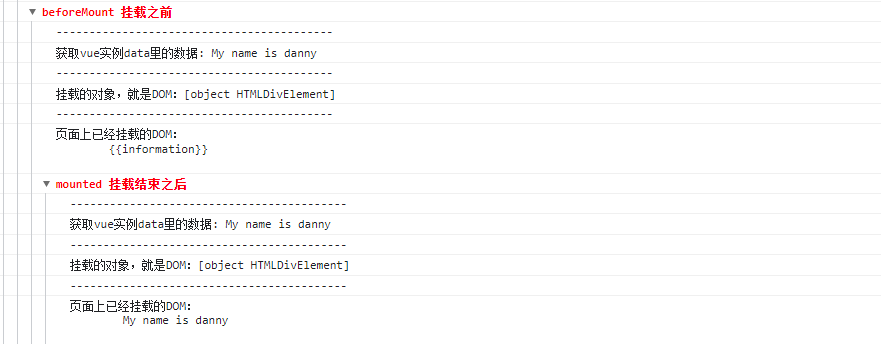 beforeMount 挂载之前
------------------------------------------
获取vue实例data里的数据: My name is danny
------------------------------------------
挂载的对象，就是DOM：[object HTMLDivElement]
------------------------------------------
页面上已经挂载的DOM：
{{information}}
mounted 挂载结束之后
------------------------------------------
获取vue实例data里的数据: My name is danny
------------------------------------------
挂载的对象，就是DOM：[object HTMLDivElement]
------------------------------------------
页面上已经挂载的DOM：
My name is danny